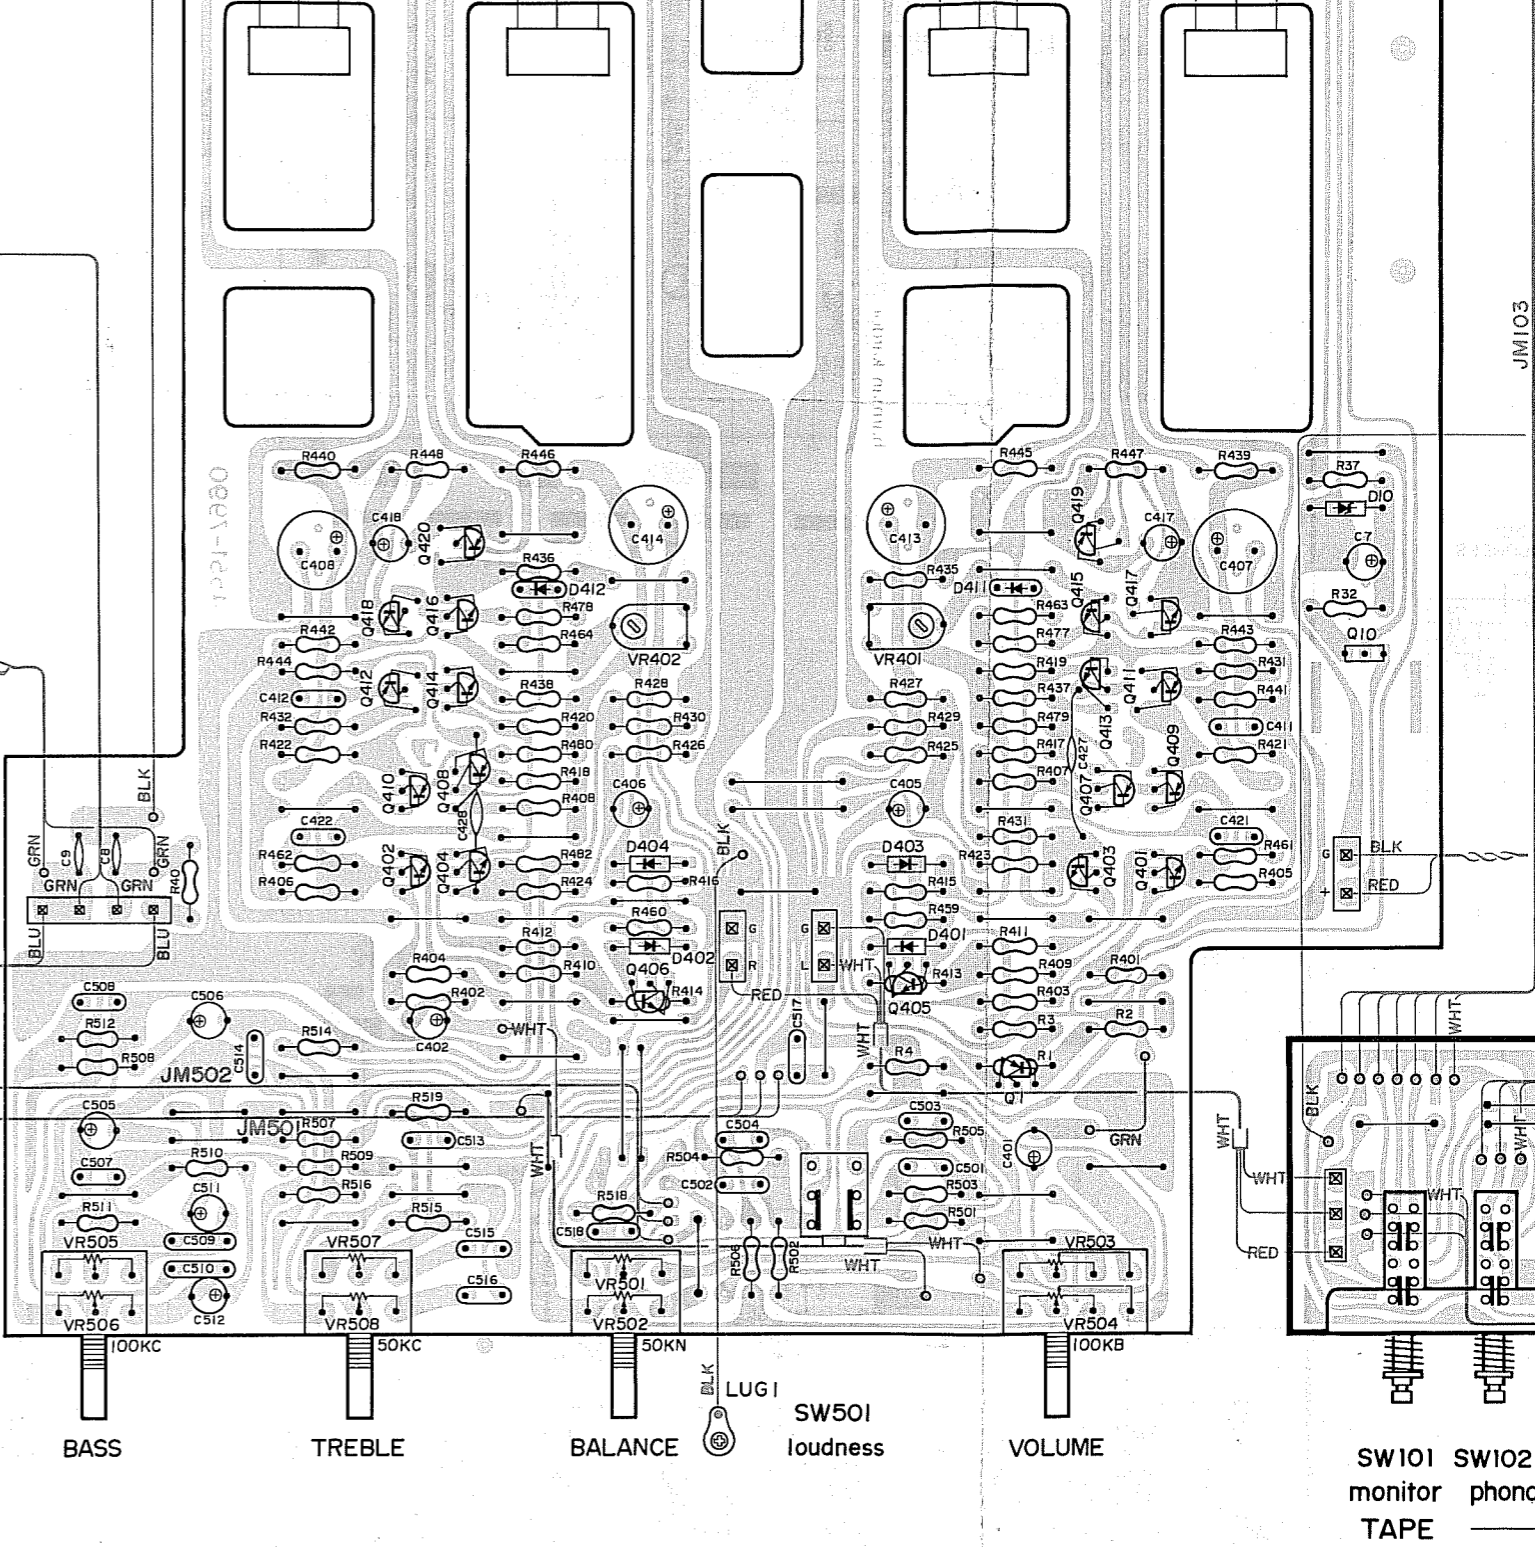 JM103
R440 R448 R446 R445 R447 R439 R37
D10
C418 Q420 C414 C413 Q419 C417 C7
C408 C407
R436 R435
D412 D411 Q415 Q417
Q418 Q416 R478 R463 R32
R442 R464 R477 R443 Q10
R444 VR402 VR401 R419 R431
Q412 Q414 R438 R428 R427 R437 Q411 R441
C412
R432 R420 R430 R429 R479 Q413 C411
R422 R480 R426 R425 R417 C427 Q409 R421
R418 R407
Q410 Q408 R408 C406 C405 Q407
BLK
C428
C422 R431 C421
GRN C9 C8 GRN BLK
D404 D403
R462 Q402 Q404 R482 R423 Q403 Q401 R461 G BLK
GRN GRN R40 R406 R424 R416 R415 R405 + RED
BLU BLU R460 G G R459
R412 D402 D401 R411
R404 R410 Q406 R L WHT R413 R409 R401
C508 C506 R402 R414 RED Q405 R403
R512 C402 WHT C517 WHT R3 R2 WHT
R508 C514 R514 R4 R1
JM502 Q1
C505 R519 C503 BLK
JM501 R507 C513 C504 R505 C401 GRN WHT WHT
C507 R510 R509 WHT R504 C501
R516 C502 R503 WHT WHT
C511 R518
R511 R515 C518 R501
VR505 C509 VR507 C515 R506 R502 WHT WHT VR503 RED
C510 C516 VR501
VR506 C512 VR508 VR502 VR504
100KC 50KC 50KN 100KB
BLK LUG1
SW501
BASS TREBLE BALANCE loudness VOLUME
SW101 SW102
monitor
TAPE